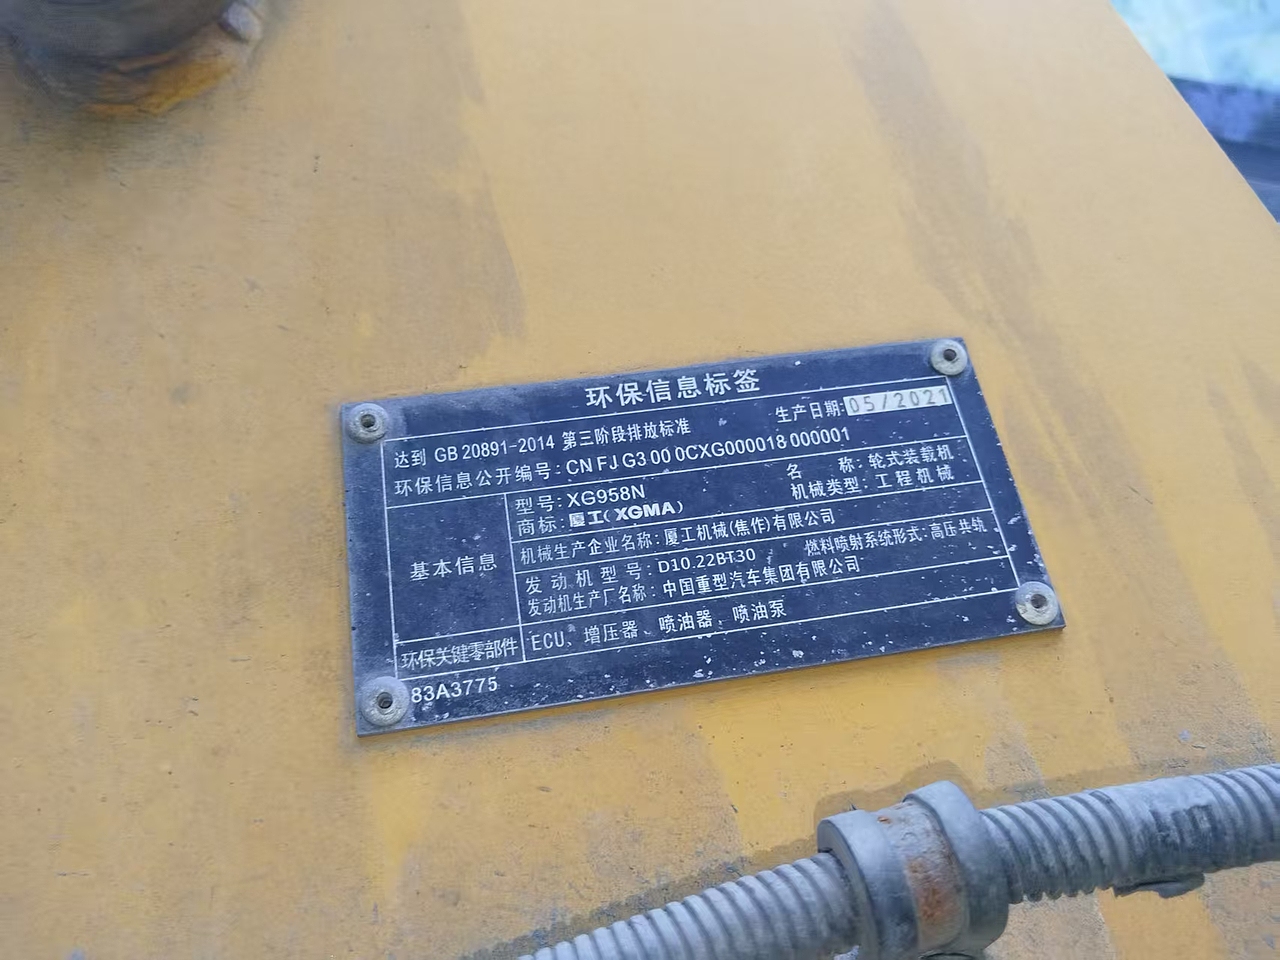 环保信息标签
达到 GB 20891-2014 第三阶段排放标准 生产日期: 05/2021
环保信息公开编号: CN FJ G3 00 0CXG000018 000001
基本信息
型号: XG958N 名 称: 轮式装载机
商标: 厦工(XGMA) 机械类型: 工程机械
机械生产企业名称: 厦工机械(焦作)有限公司
发动机型号: D10.22BT30 燃料喷射系统形式: 高压共轨
发动机生产厂名称: 中国重型汽车集团有限公司
环保关键零部件 ECU、增压器、喷油器、喷油泵
83A3775